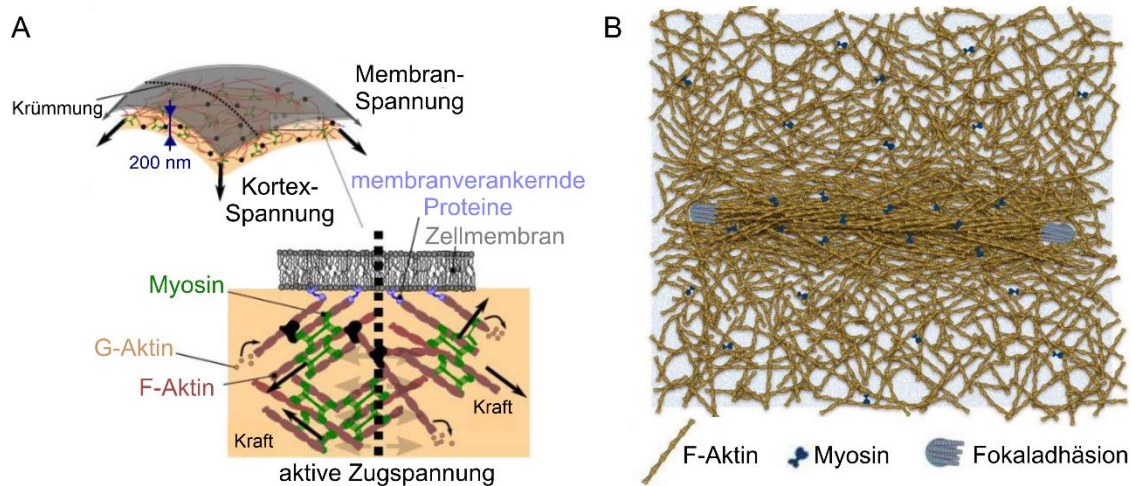 A
Krümmung
200 nm
Membran-
Spannung
Kortex-
Spannung
membranverankernde
Proteine
Zellmembran
Myosin
G-Aktin
F-Aktin
Kraft
Kraft
aktive Zugspannung
B
F-Aktin
Myosin
Fokaladhäsion